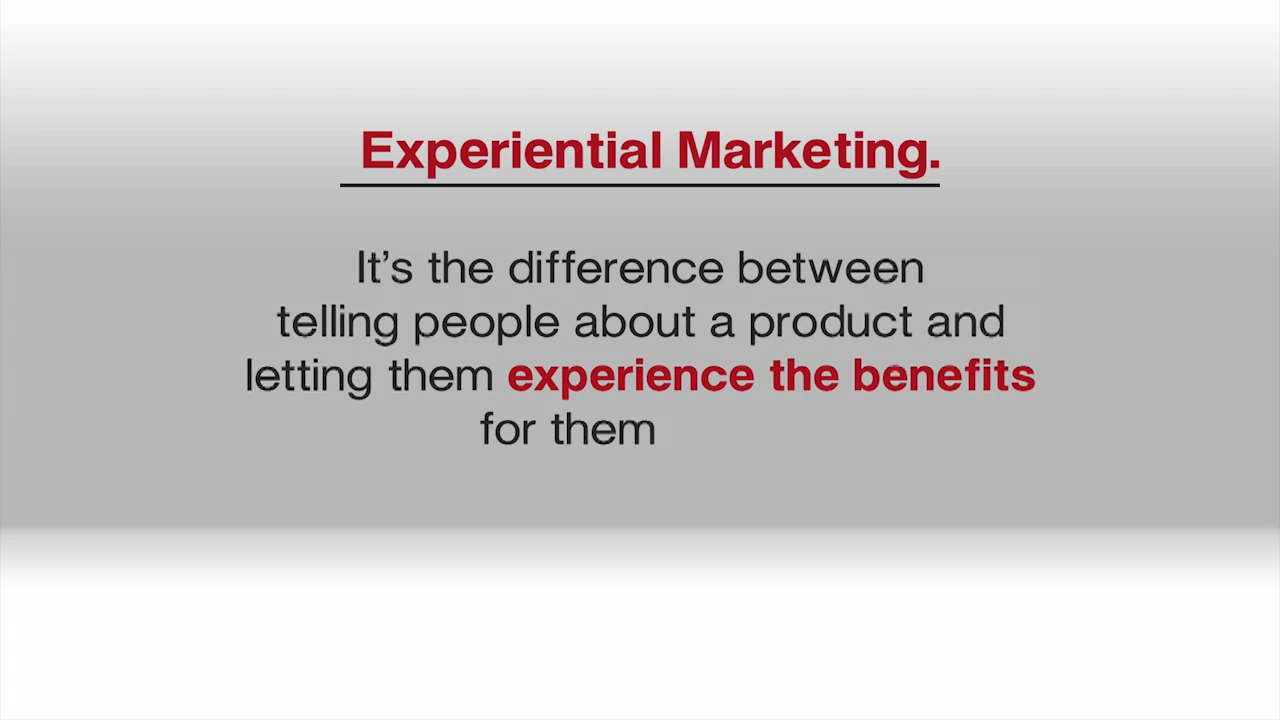 Experiential Marketing.
It’s the difference between
telling people about a product and
letting them experience the benefits
for them